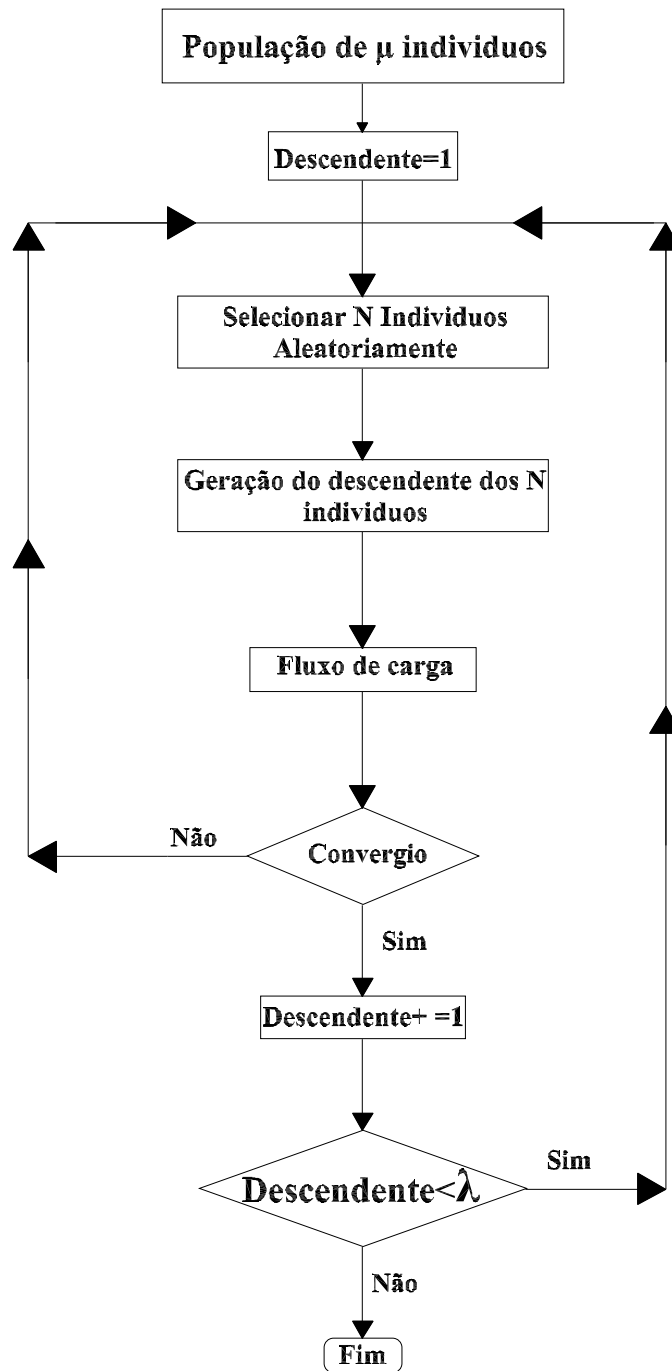 População de μ individuos
Descendente=1
Selecionar N Individuos
Aleatoriamente
Geração do descendente dos N
individuos
Fluxo de carga
Não
Convergio
Sim
Descendente+ =1
Descendente<λ
Sim
Não
Fim